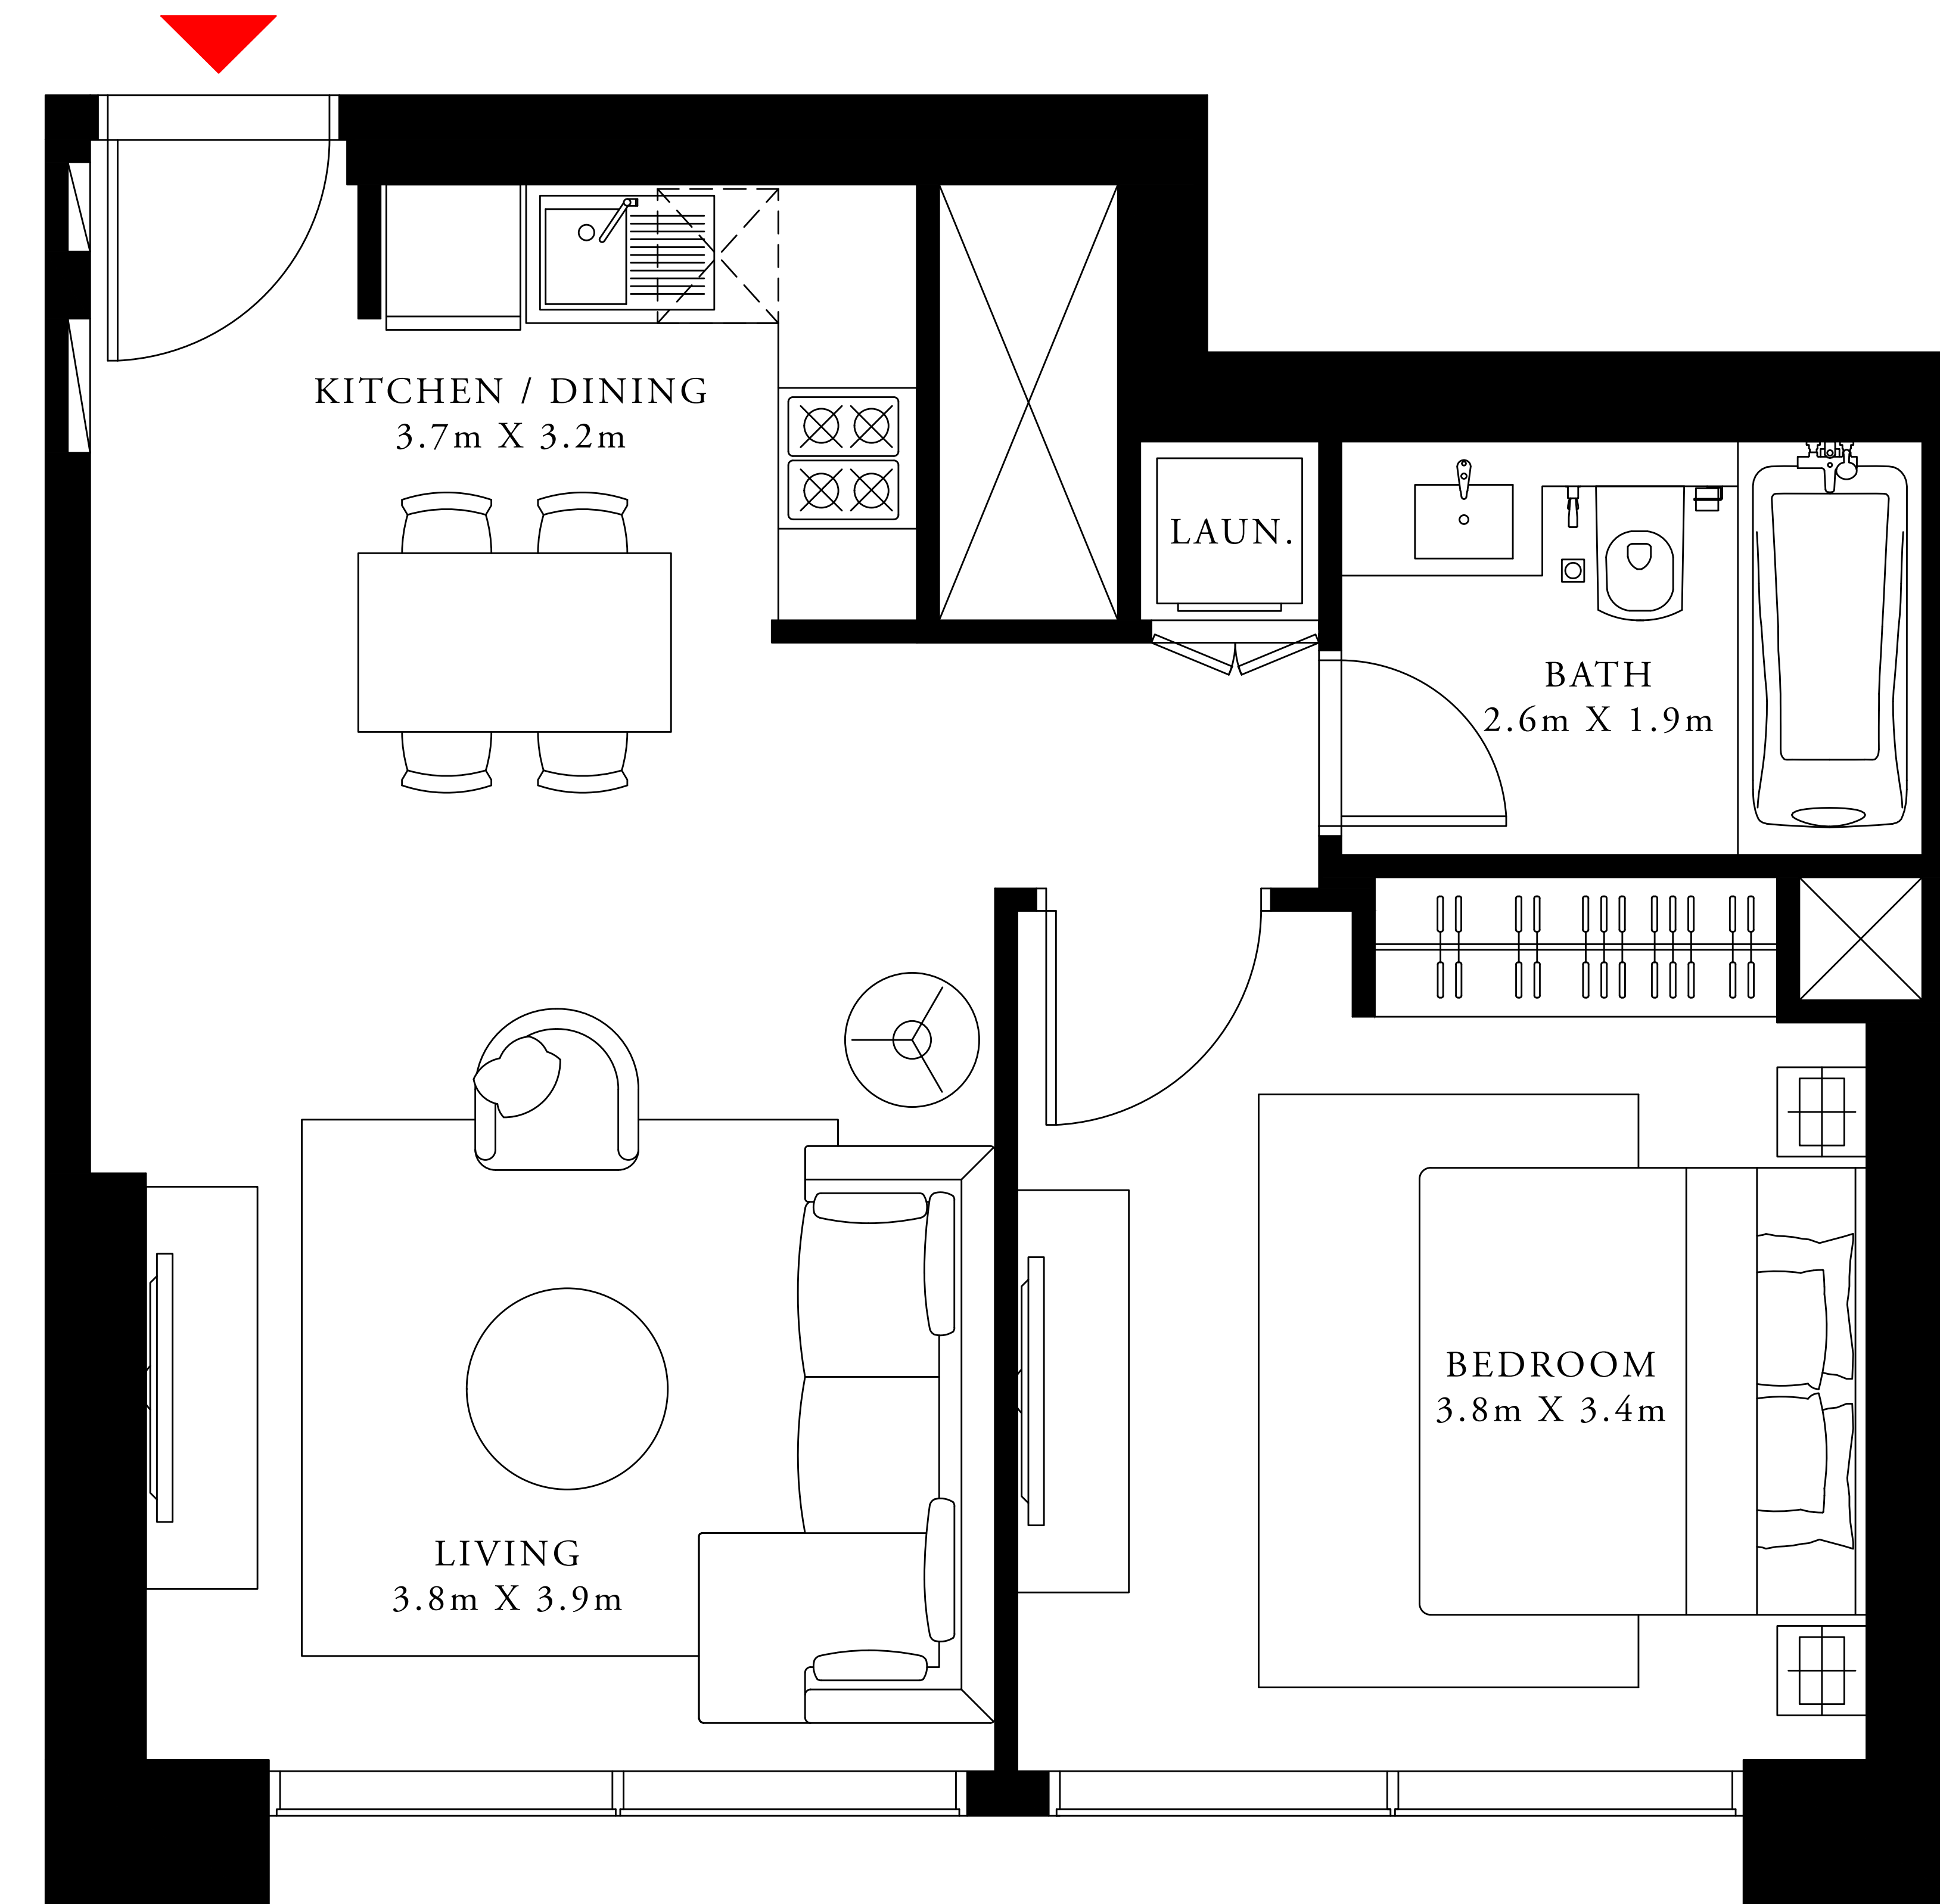 KITCHEN / DINING
3.7m X 3.2m
LAUN.
BATH
2.6m X 1.9m
BEDROOM
3.8m X 3.4m
LIVING
3.8m X 3.9m